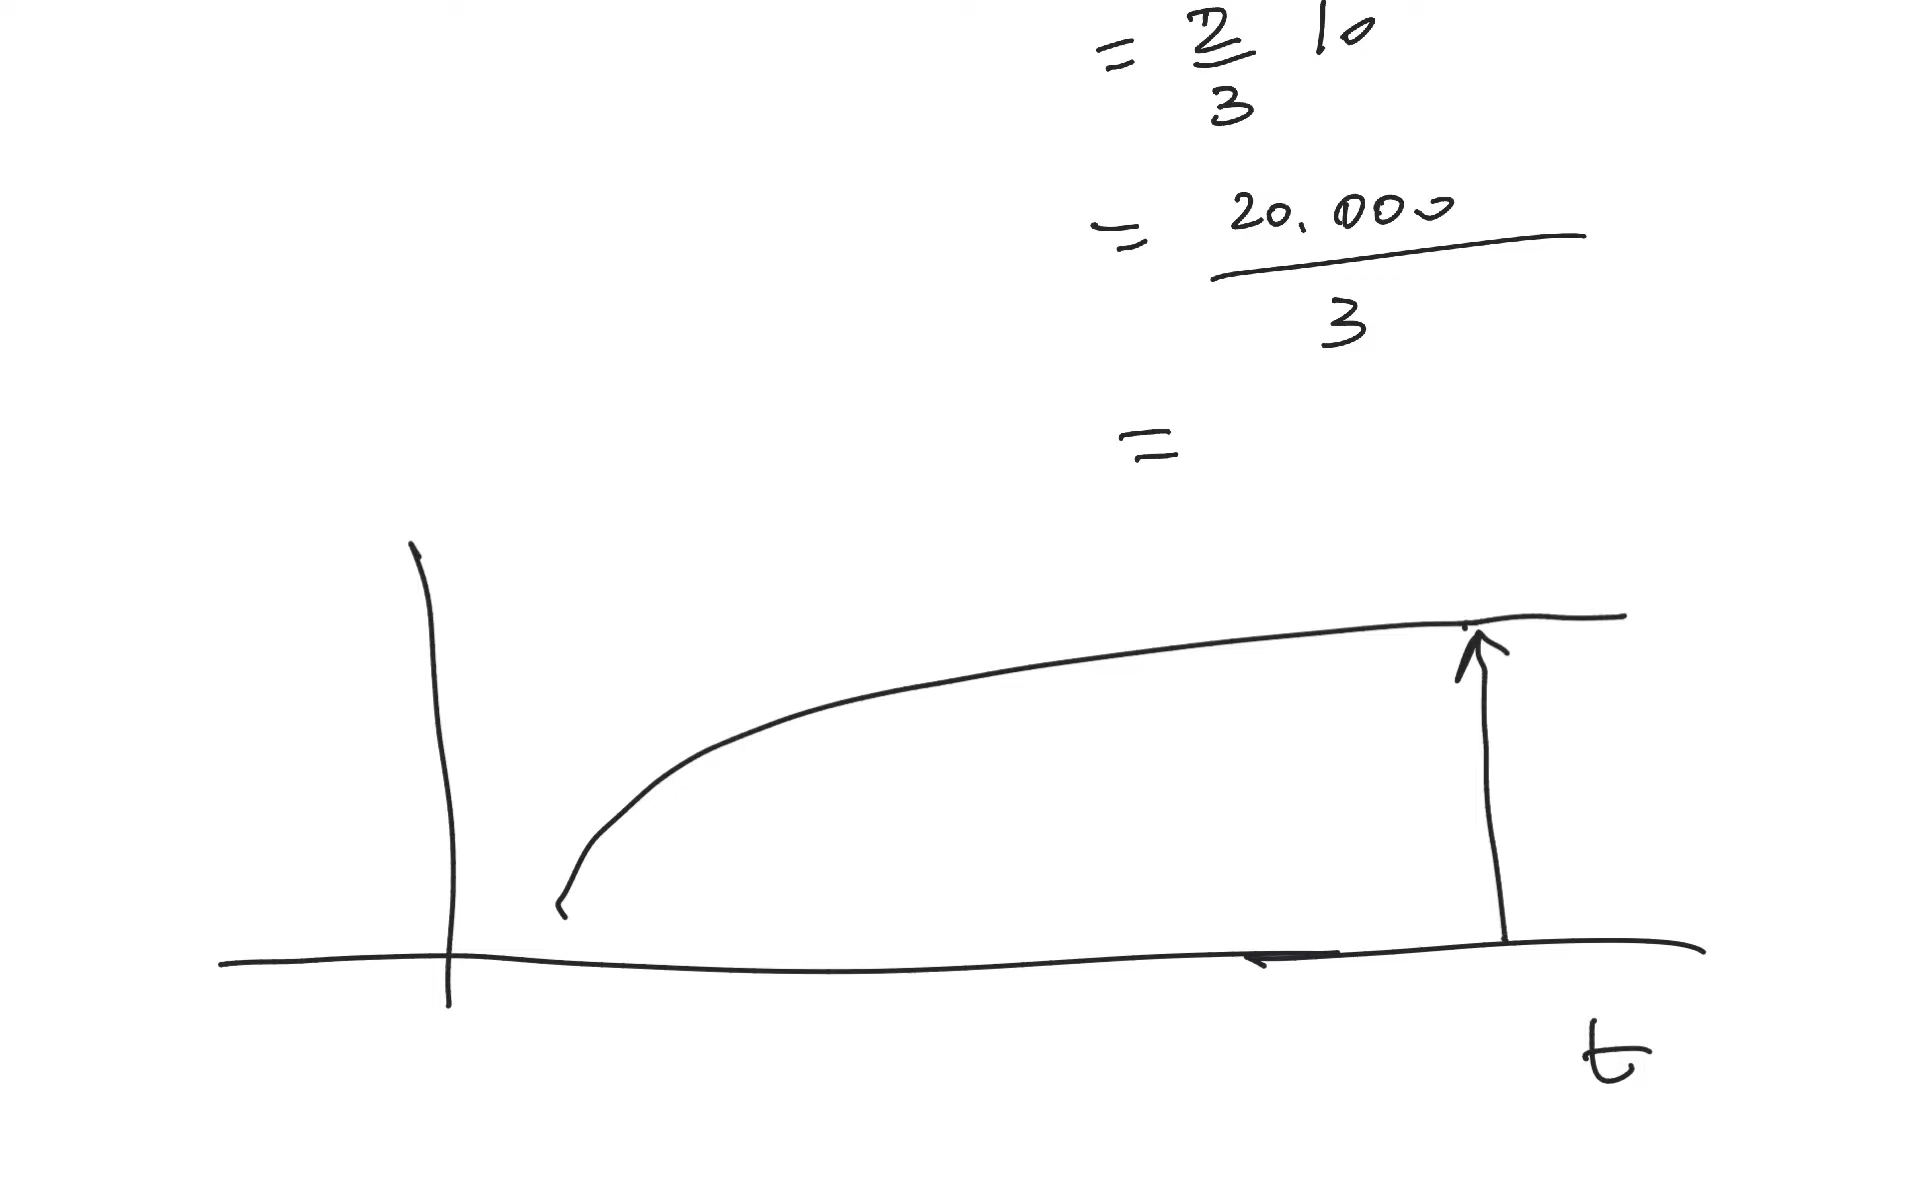 = 2/3 10
= 20.000/3
=
t